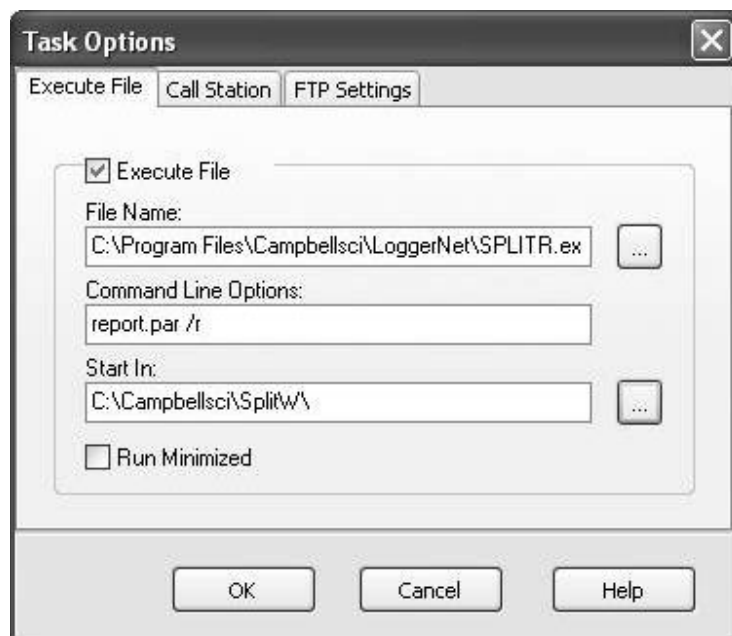 Task Options
Execute File Call Station FTP Settings
Execute File
File Name:
C:\Program Files\Campbellsci\LoggerNet\SPLITR.ex
...
Command Line Options:
report.par /r
Start In:
C:\Campbellsci\SplitW\
...
Run Minimized
OK Cancel Help